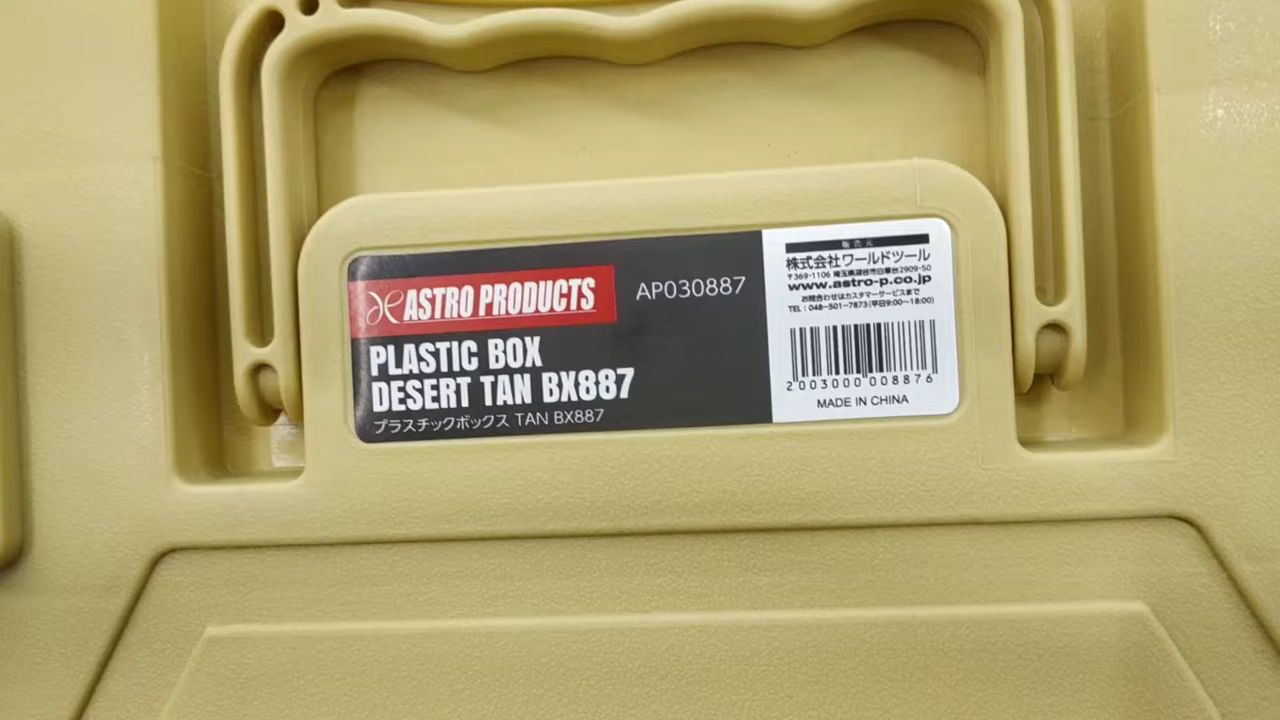 ASTRO PRODUCTS
AP030887
PLASTIC BOX
DESERT TAN BX887
プラスチックボックス TAN BX887
販売元
株式会社ワールドツール
〒369-1106 埼玉県深谷市白草台2909-50
www.astro-p.co.jp
お問合わせはカスタマーサービスまで
TEL : 048-501-7873 (平日9:00~18:00)
2003000008876
MADE IN CHINA